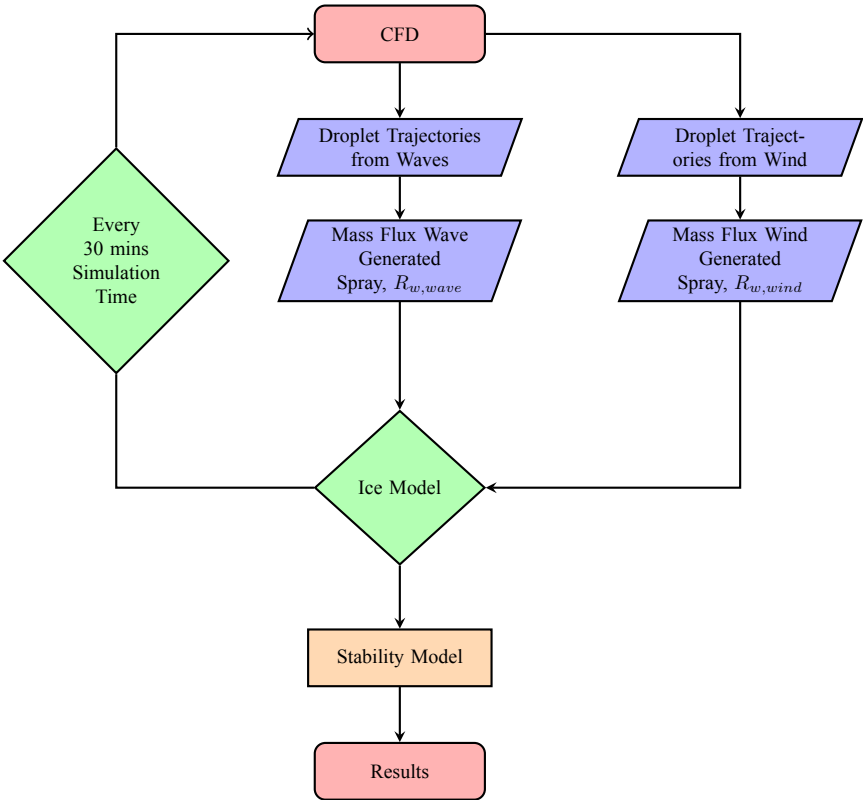 CFD
Droplet Trajectories
from Waves
Droplet Traject-
ories from Wind
Every
30 mins
Simulation
Time
Mass Flux Wave
Generated
Spray, R_{w,wave}
Mass Flux Wind
Generated
Spray, R_{w,wind}
Ice Model
Stability Model
Results